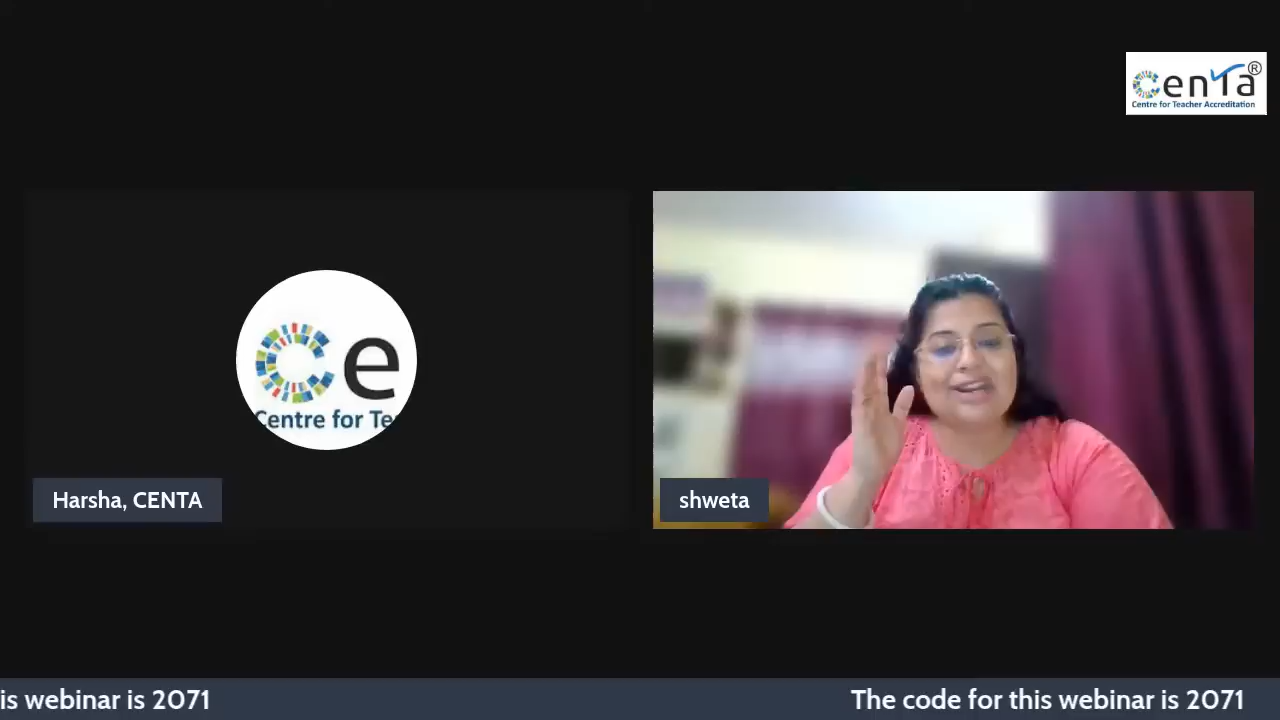 Centa®
Centre for Teacher Accreditation
Ce
Centre for Te
Harsha, CENTA
shweta
is webinar is 2071
The code for this webinar is 2071